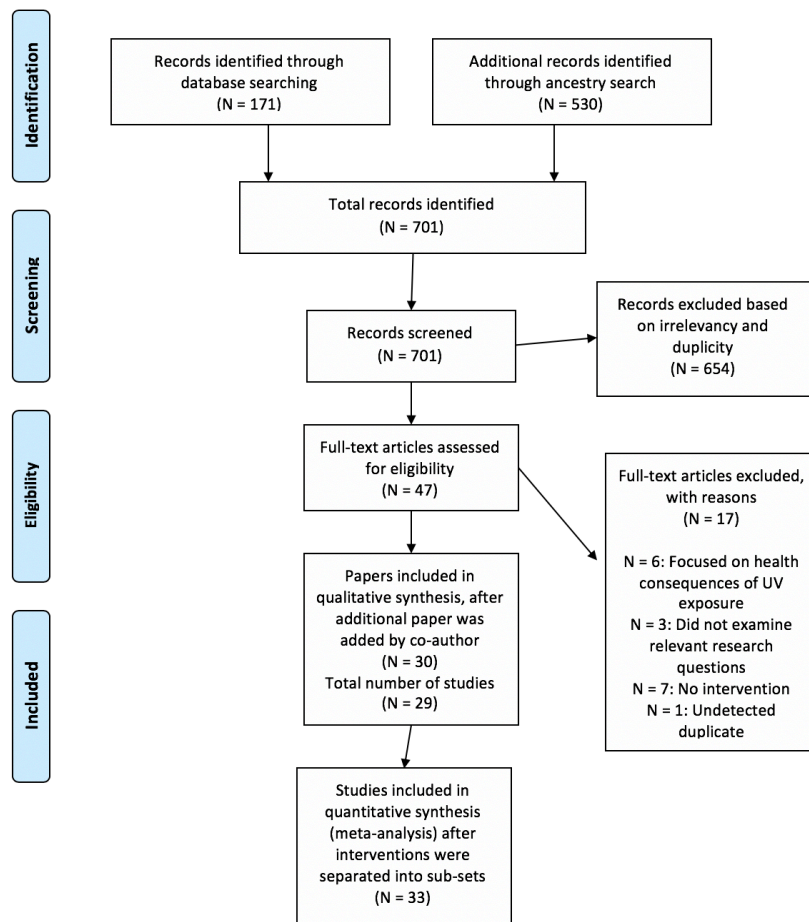 Identification
Records identified through
database searching
(N = 171)
Additional records identified
through ancestry search
(N = 530)
Total records identified
(N = 701)
Screening
Records screened
(N = 701)
Records excluded based
on irrelevancy and
duplicity
(N = 654)
Eligibility
Full-text articles assessed
for eligibility
(N = 47)
Full-text articles excluded,
with reasons
(N = 17)
N = 6: Focused on health
consequences of UV
exposure
N = 3: Did not examine
relevant research
questions
N = 7: No intervention
N = 1: Undetected
duplicate
Included
Papers included in
qualitative synthesis, after
additional paper was
added by co-author
(N = 30)
Total number of studies
(N = 29)
Studies included in
quantitative synthesis
(meta-analysis) after
interventions were
separated into sub-sets
(N = 33)